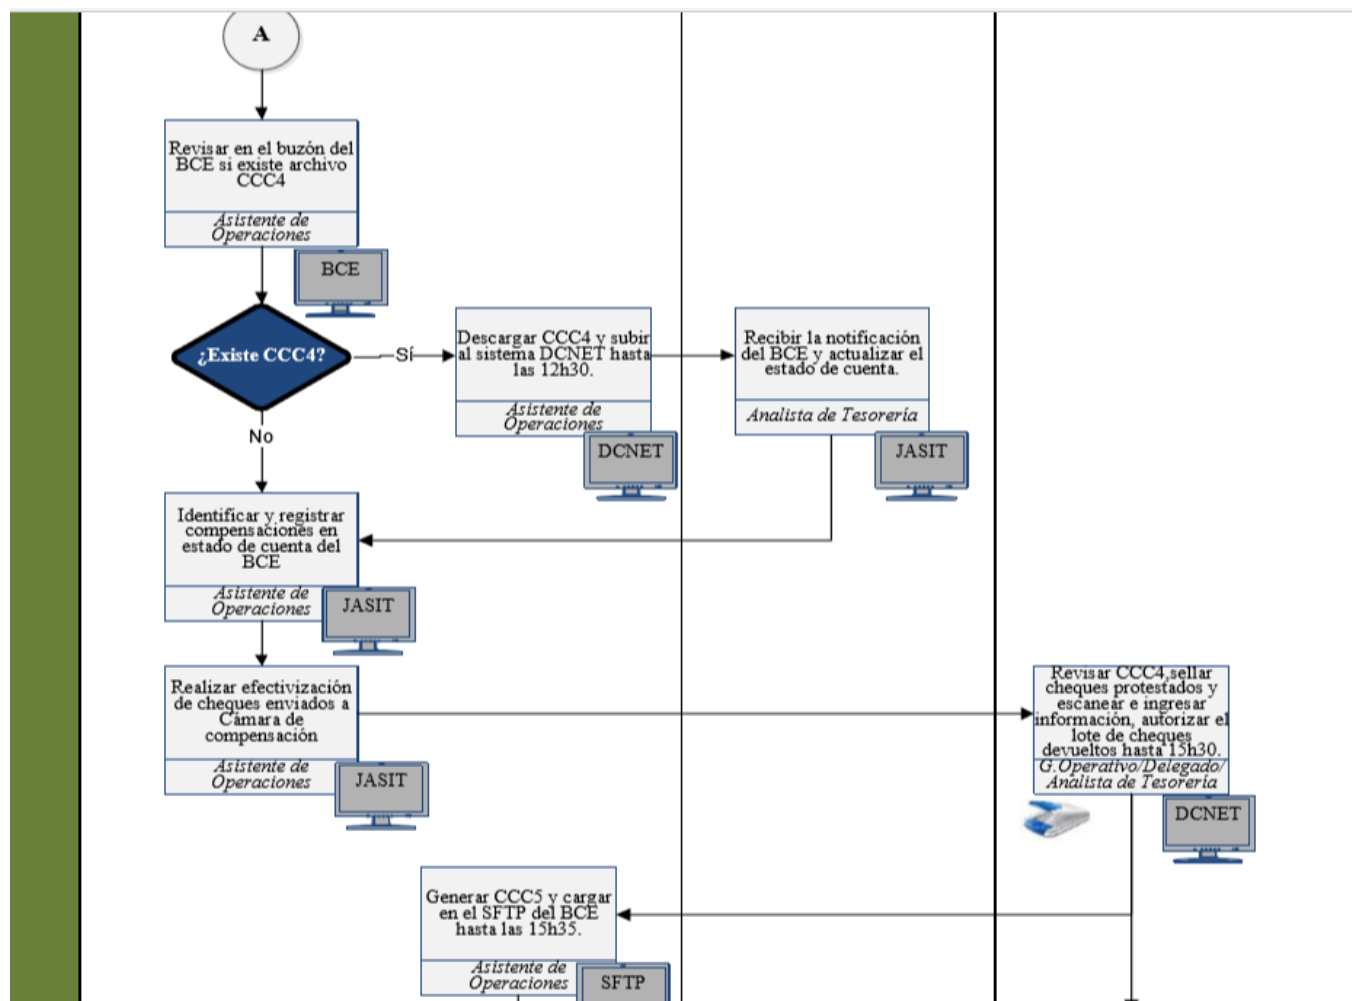 A
Revisar en el buzón del
BCE si existe archivo
CCC4
Asistente de
Operaciones
BCE
¿Existe CCC4?
Sí
No
Descargar CCC4 y subir
al sistema DCNET hasta
las 12h30.
Asistente de
Operaciones
DCNET
Recibir la notificación
del BCE y actualizar el
estado de cuenta.
Analista de Tesorería
JASIT
Identificar y registrar
compensaciones en
estado de cuenta del
BCE
Asistente de
Operaciones
JASIT
Realizar efectivización
de cheques enviados a
Cámara de
compensación
Asistente de
Operaciones
JASIT
Revisar CCC4,sellar
cheques protestados y
escanear e ingresar
información, autorizar el
lote de cheques
devueltos hasta 15h30.
G.Operativo/Delegado/
Analista de Tesorería
DCNET
Generar CCC5 y cargar
en el SFTP del BCE
hasta las 15h35.
Asistente de
Operaciones
SFTP